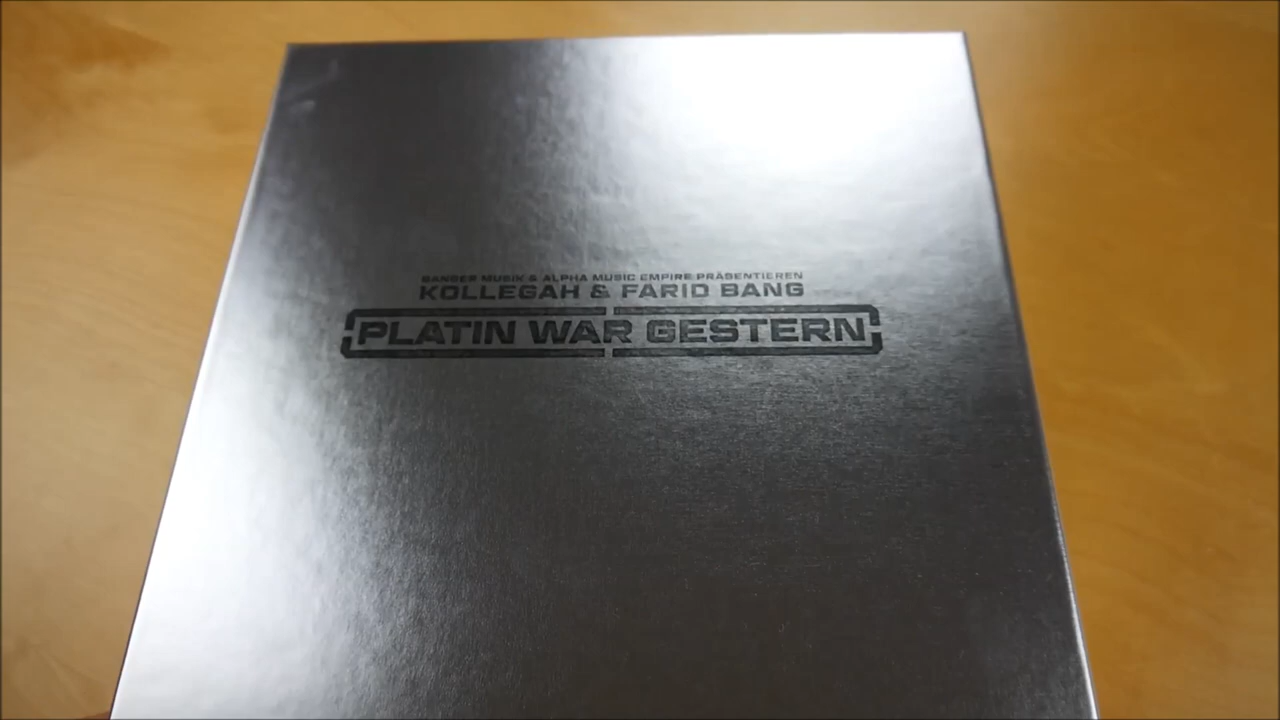 BANGER MUSIK & ALPHA MUSIC EMPIRE PRÄSENTIEREN
KOLLEGAH & FARID BANG
PLATIN WAR GESTERN